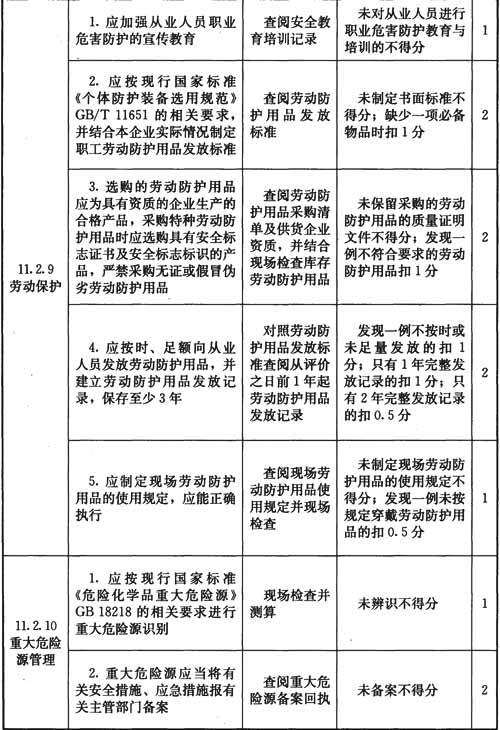 11.2.9
劳动保护
1. 应加强从业人员职业
危害防护的宣传教育
查阅安全教
育培训记录
未对从业人员进行
职业危害防护教育与
培训的不得分
1
2. 应按现行国家标准
《个体防护装备选用规范》
GB/T 11651 的相关要求，
并结合本企业实际情况制定
职工劳动防护用品发放标准
查阅劳动防
护用品发放
标准
未制定书面标准不
得分；缺少一项必备
物品时扣 1 分
2
3. 选购的劳动防护用品
应为具有资质的企业生产的
合格产品，采购特种劳动防
护用品时应选购具有安全标
志证书及安全标志标识的产
品，严禁采购无证或假冒伪
劣劳动防护用品
查阅劳动防
护用品采购清
单及供货企业
资质，并结合
现场检查库存
劳动防护用品
未保留采购的劳动
防护用品的质量证明
文件不得分；发现一
例不符合要求的劳动
防护用品扣 1 分
2
4. 应按时、足额向从业
人员发放劳动防护用品，并
建立劳动防护用品发放记
录，保存至少 3 年
对照劳动防
护用品发放标
准查阅从评价
之日前 1 年起
劳动防护用品
发放记录
发现一例不按时或
未足量发放的扣 1
分；只有 1 年完整发
放记录的扣 1 分；只
有 2 年完整发放记录
的扣 0.5 分
2
5. 应制定现场劳动防护
用品的使用规定，应能正确
执行
查阅现场劳
动防护用品使
用规定并现场
检查
未制定现场劳动防
护用品的使用规定不
得分；发现一例未按
规定穿戴劳动防护用
品的扣 0.5 分
1
11.2.10
重大危险
源管理
1. 应按现行国家标准
《危险化学品重大危险源》
GB 18218 的相关要求进行
重大危险源识别
现场检查并
测算
未辨识不得分
1
2. 重大危险源应当将有
关安全措施、应急措施报有
关主管部门备案
查阅重大危
险源备案回执
未备案不得分
2